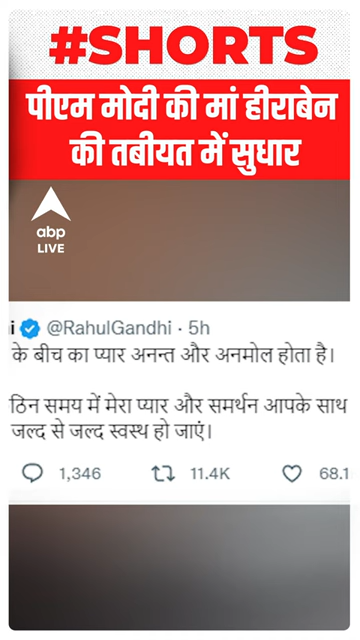 #SHORTS
पीएम मोदी की मां हीराबेन
की तबीयत में सुधार
abp
LIVE
i @RahulGandhi · 5h
के बीच का प्यार अनन्त और अनमोल होता है।
ठिन समय में मेरा प्यार और समर्थन आपके साथ
जल्द से जल्द स्वस्थ हो जाएं।
1,346 11.4K 68.1